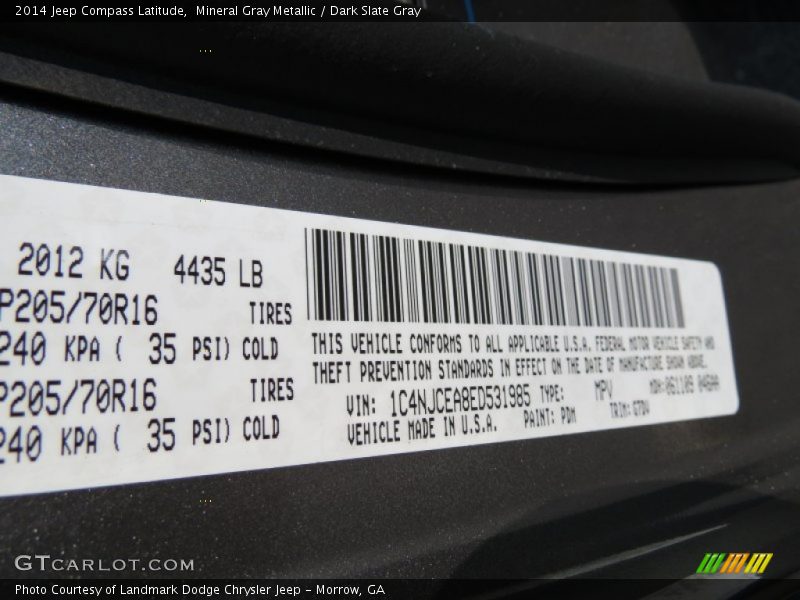 2014 Jeep Compass Latitude, Mineral Gray Metallic / Dark Slate Gray
2012 KG 4435 LB
P205/70R16 TIRES
240 KPA ( 35 PSI) COLD
P205/70R16 TIRES
240 KPA ( 35 PSI) COLD
THIS VEHICLE CONFORMS TO ALL APPLICABLE U.S.A. FEDERAL MOTOR VEHICLE SAFETY AND
THEFT PREVENTION STANDARDS IN EFFECT ON THE DATE OF MANUFACTURE SHOWN ABOVE.
VIN: 1C4NJCEA8ED531985 TYPE: MPV MDH:
VEHICLE MADE IN U.S.A. PAINT: PDM TRIM:
GTCARLOT.COM
Photo Courtesy of Landmark Dodge Chrysler Jeep - Morrow, GA